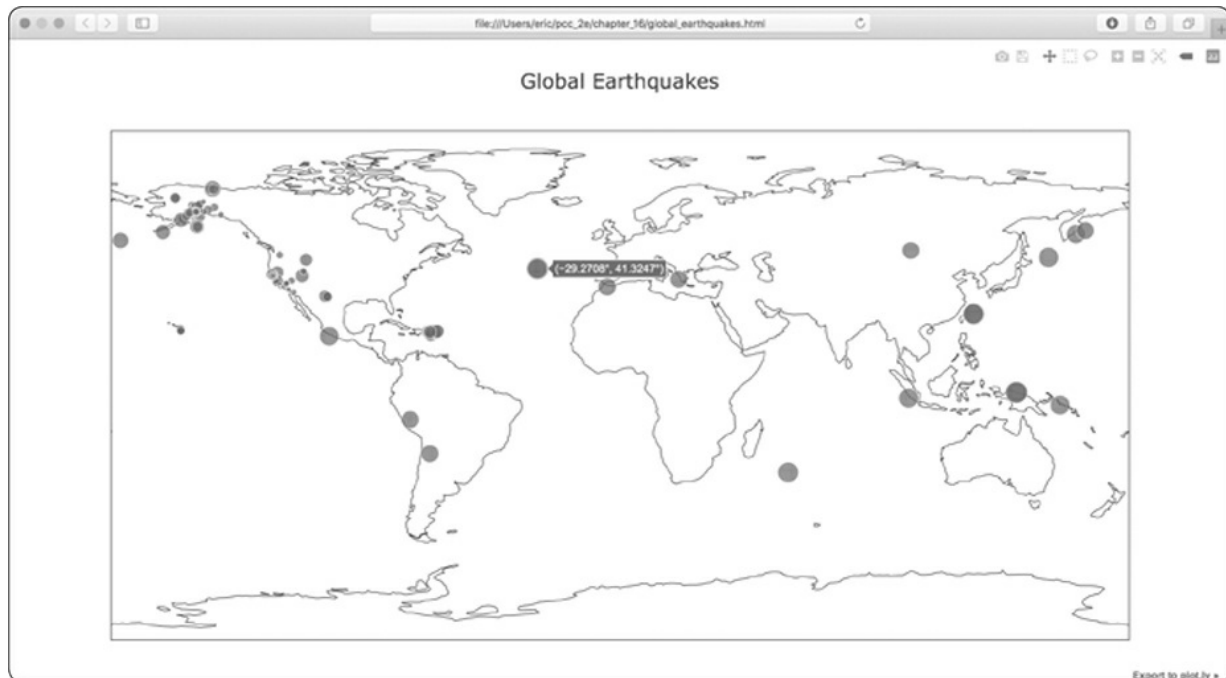 file:///Users/eric/pcc_2e/chapter_16/global_earthquakes.html
Global Earthquakes
(−29.2708°, 41.3247°)
Export to plot.ly »